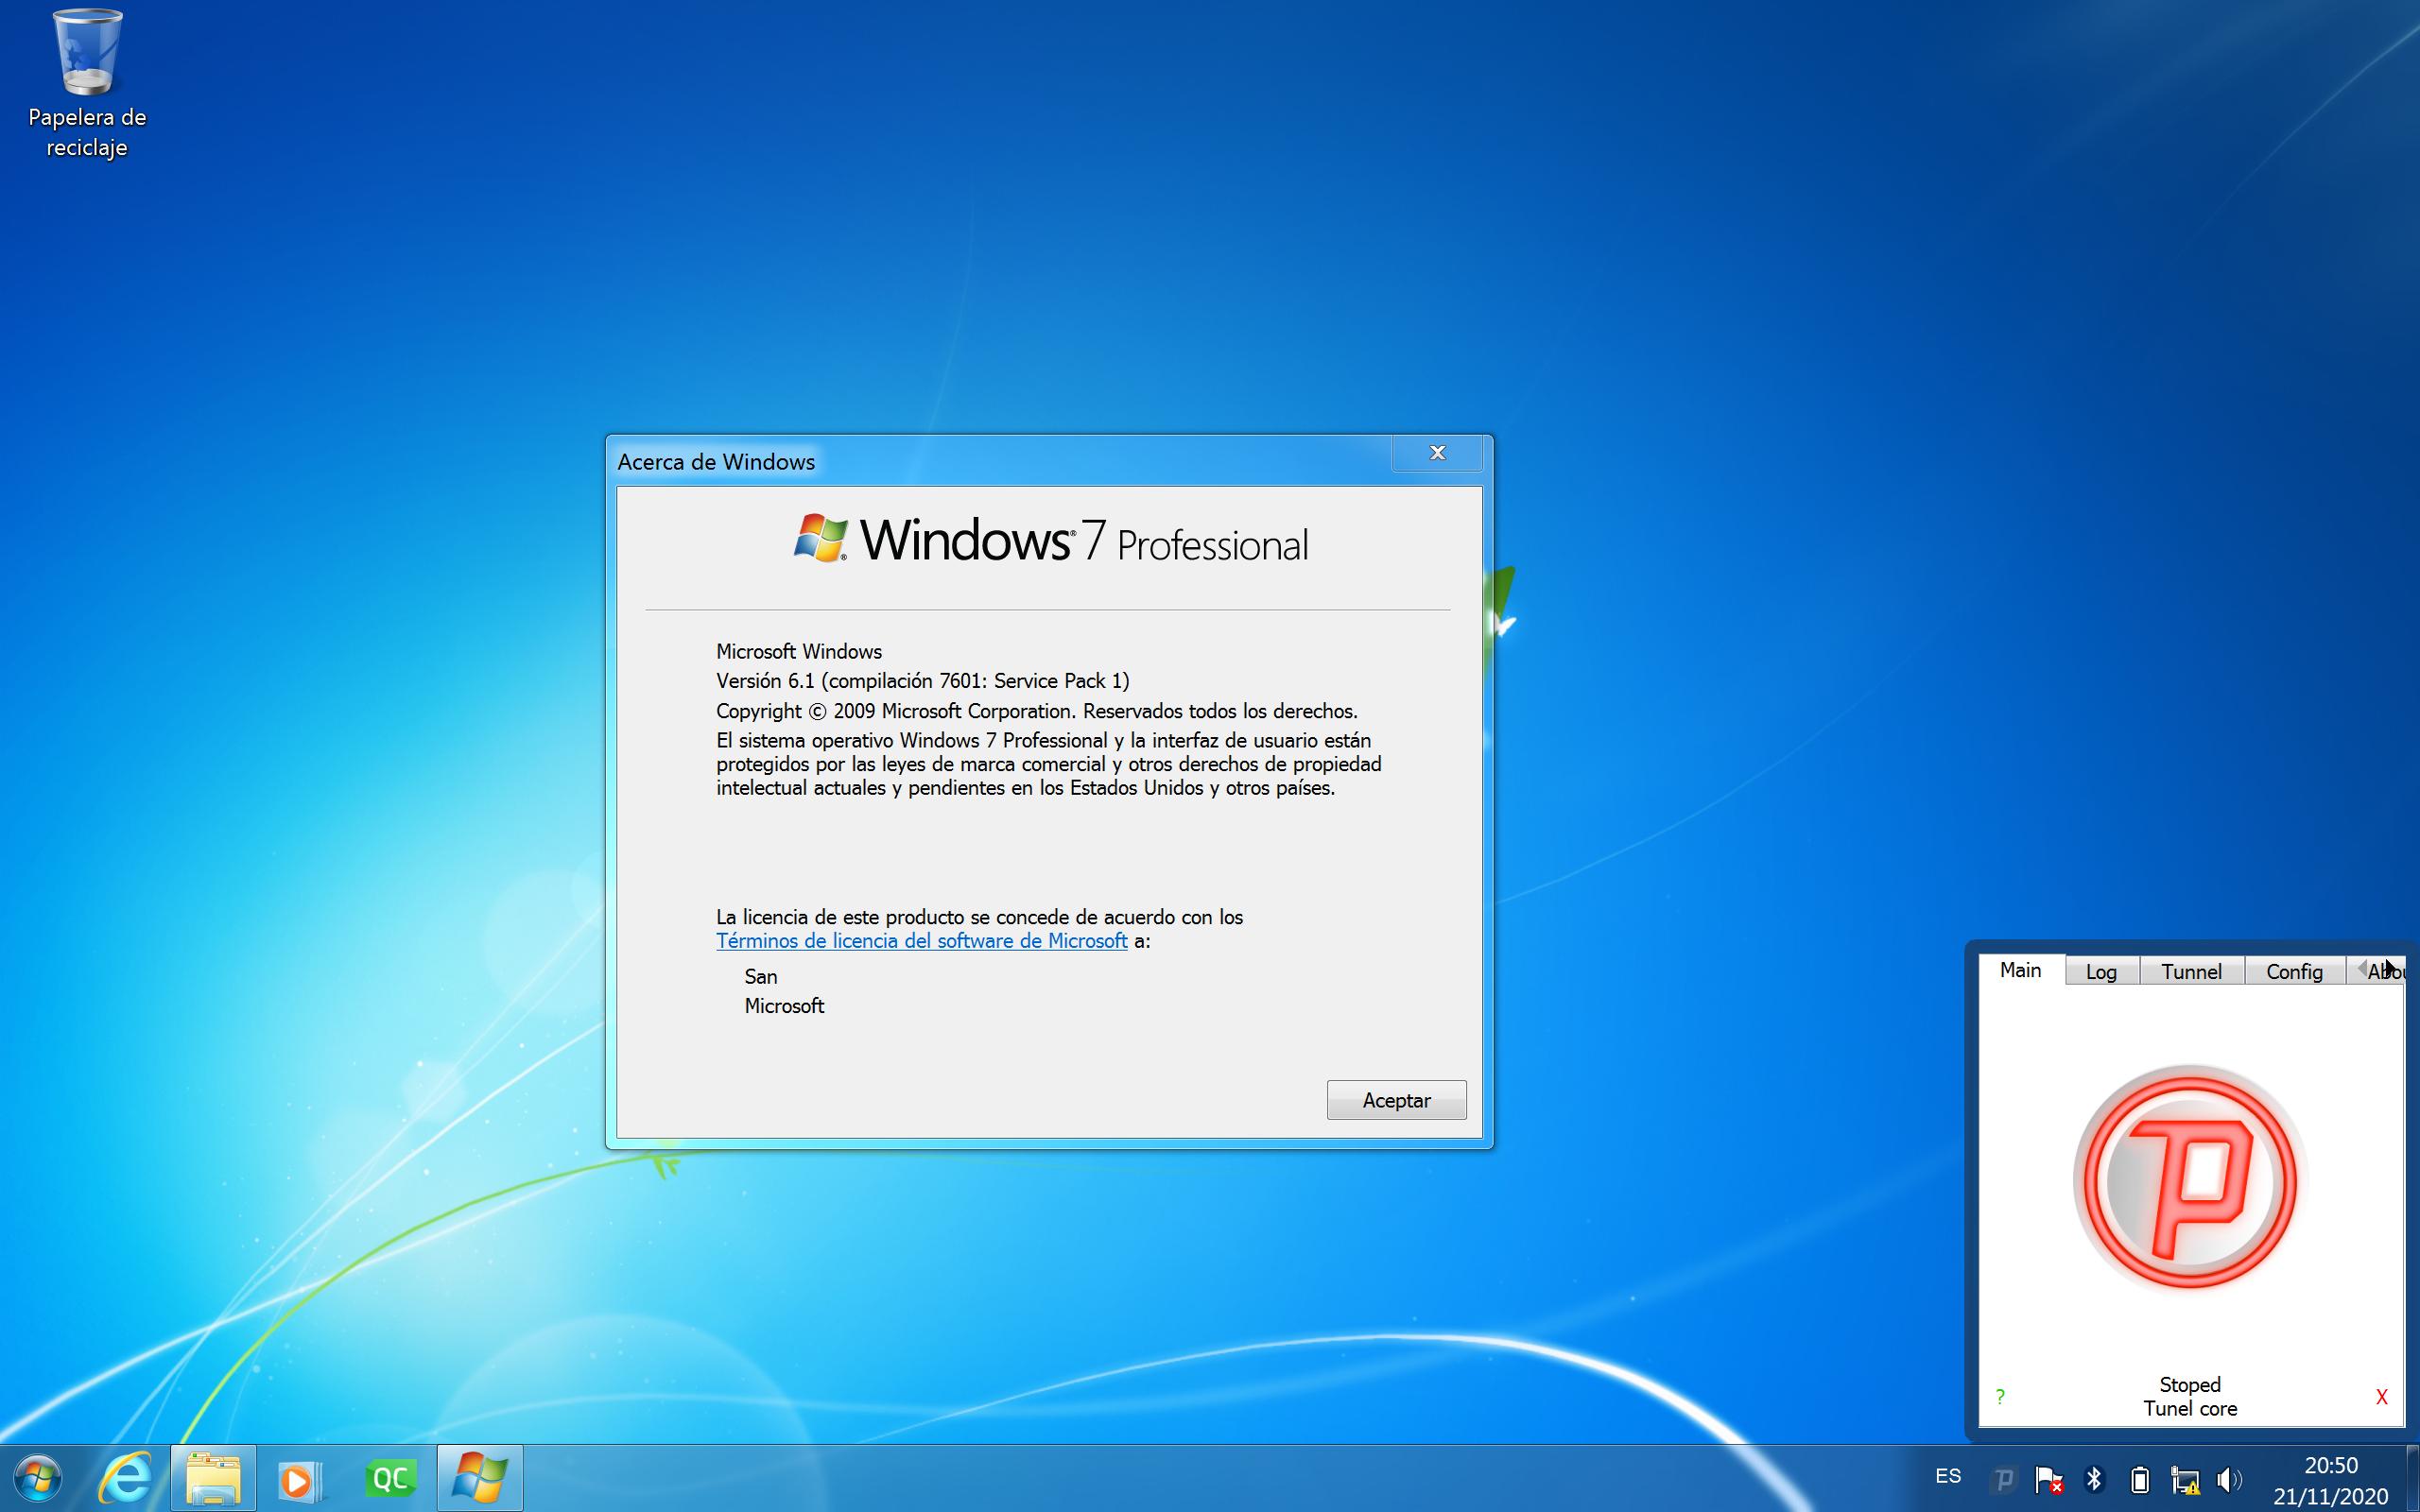 Papelera de
reciclaje
Acerca de Windows
Windows® 7 Professional
Microsoft Windows
Versión 6.1 (compilación 7601: Service Pack 1)
Copyright © 2009 Microsoft Corporation. Reservados todos los derechos.
El sistema operativo Windows 7 Professional y la interfaz de usuario están
protegidos por las leyes de marca comercial y otros derechos de propiedad
intelectual actuales y pendientes en los Estados Unidos y otros países.
La licencia de este producto se concede de acuerdo con los
Términos de licencia del software de Microsoft a:
San
Microsoft
Aceptar
Main Log Tunnel Config Abou
P
Stoped
? Tunel core X
QC
ES
20:50
21/11/2020